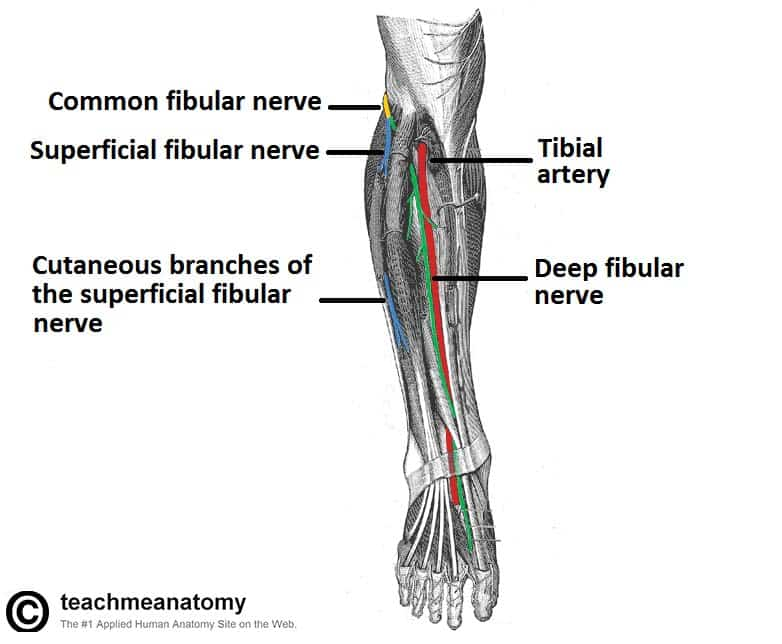 Common fibular nerve
Superficial fibular nerve
Tibial
artery
Cutaneous branches of
the superficial fibular
nerve
Deep fibular
nerve
© teachmeanatomy
The #1 Applied Human Anatomy Site on the Web.